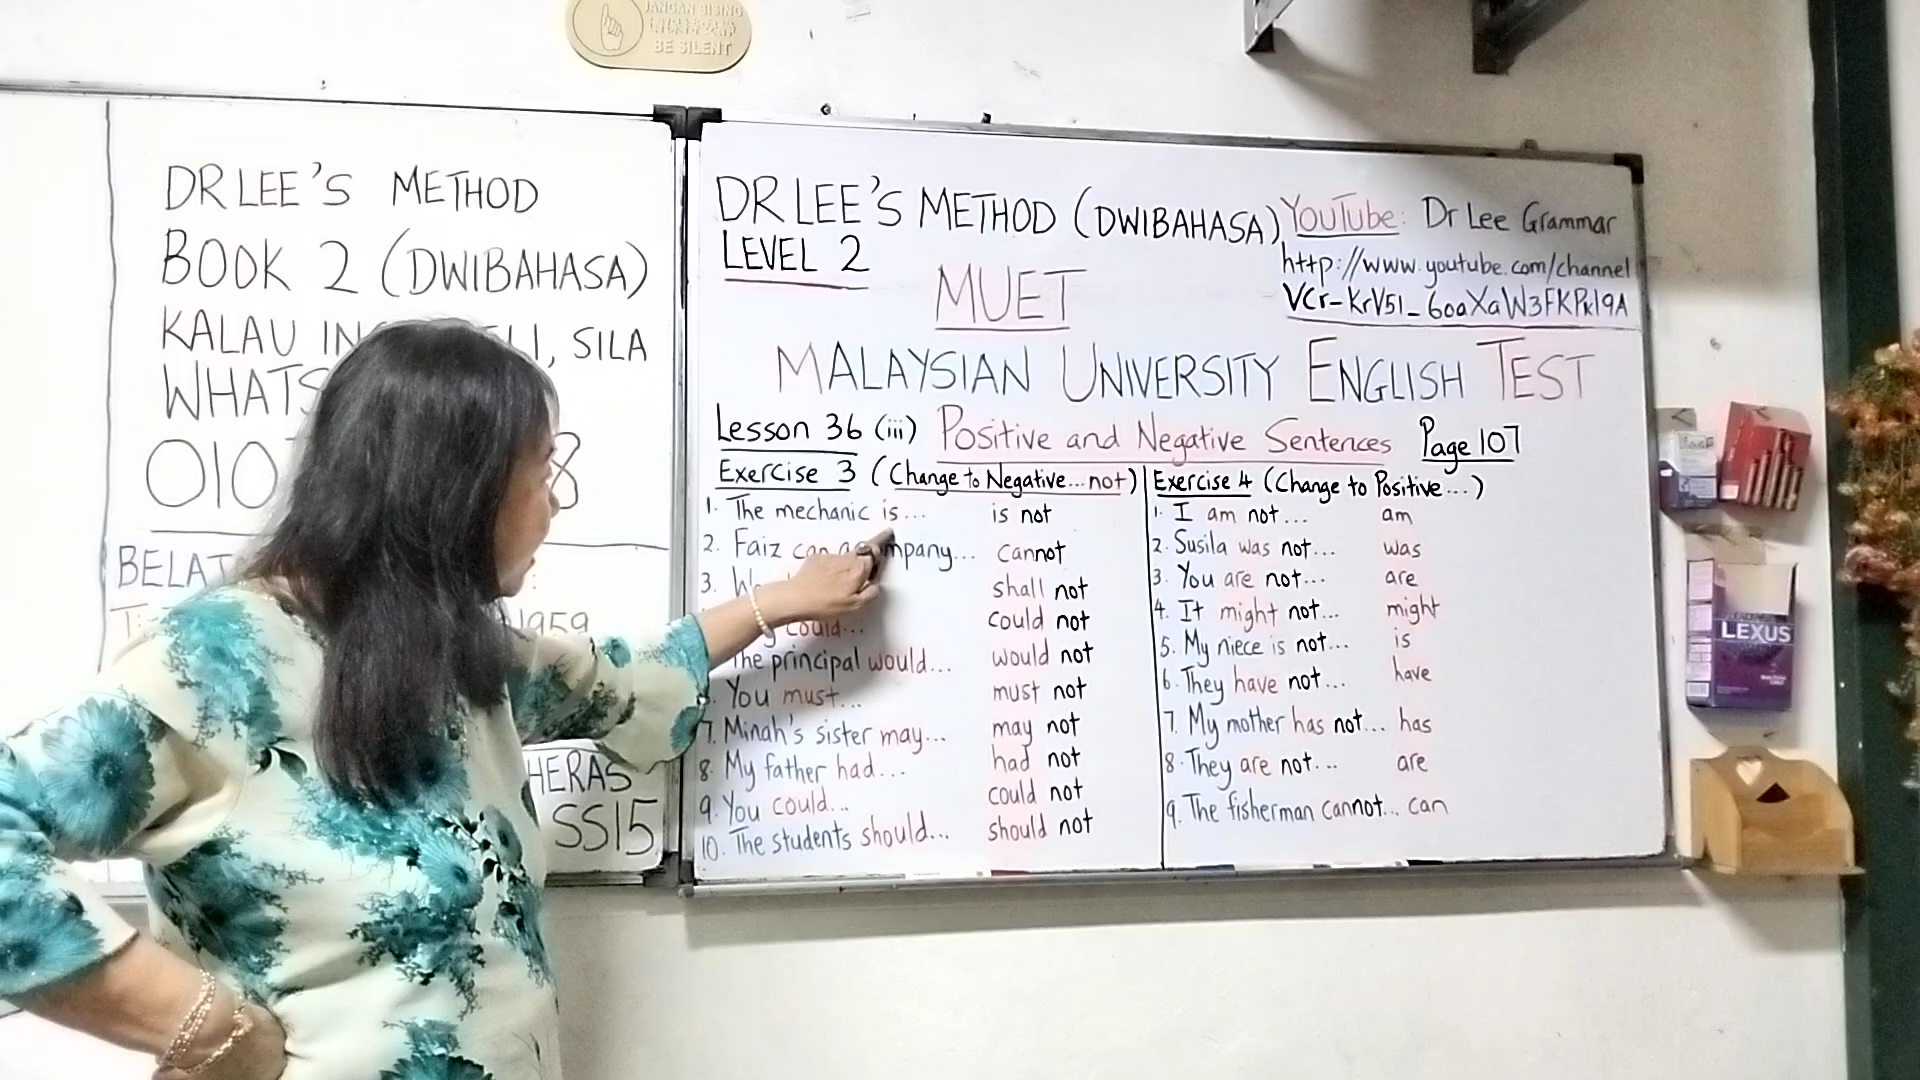 JANGAN BISING
BE SILENT
DR LEE'S METHOD
BOOK 2 (DWIBAHASA)
KALAU
, SILA
WHATS
010
8
BELAT
1959
HERAS
SS15
DR LEE'S METHOD (DWIBAHASA)
LEVEL 2
YouTube: Dr Lee Grammar
http://www.youtube.com/channel
VCr-KrV51_6oaXaW3FKPk19A
MUET
MALAYSIAN UNIVERSITY ENGLISH TEST
Lesson 36 (iii) Positive and Negative Sentences Page 107
Exercise 3 (Change to Negative... not)
1. The mechanic is... is not
2. Faiz can accompany... cannot
3. shall not
could... could not
The principal would... would not
You must... must not
7. Minah's sister may... may not
8. My father had... had not
9. You could... could not
10. The students should... should not
Exercise 4 (Change to Positive...)
1. I am not... am
2. Susila was not... was
3. You are not... are
4. It might not... might
5. My niece is not... is
6. They have not... have
7. My mother has not... has
8. They are not... are
9. The fisherman cannot... can
LEXUS